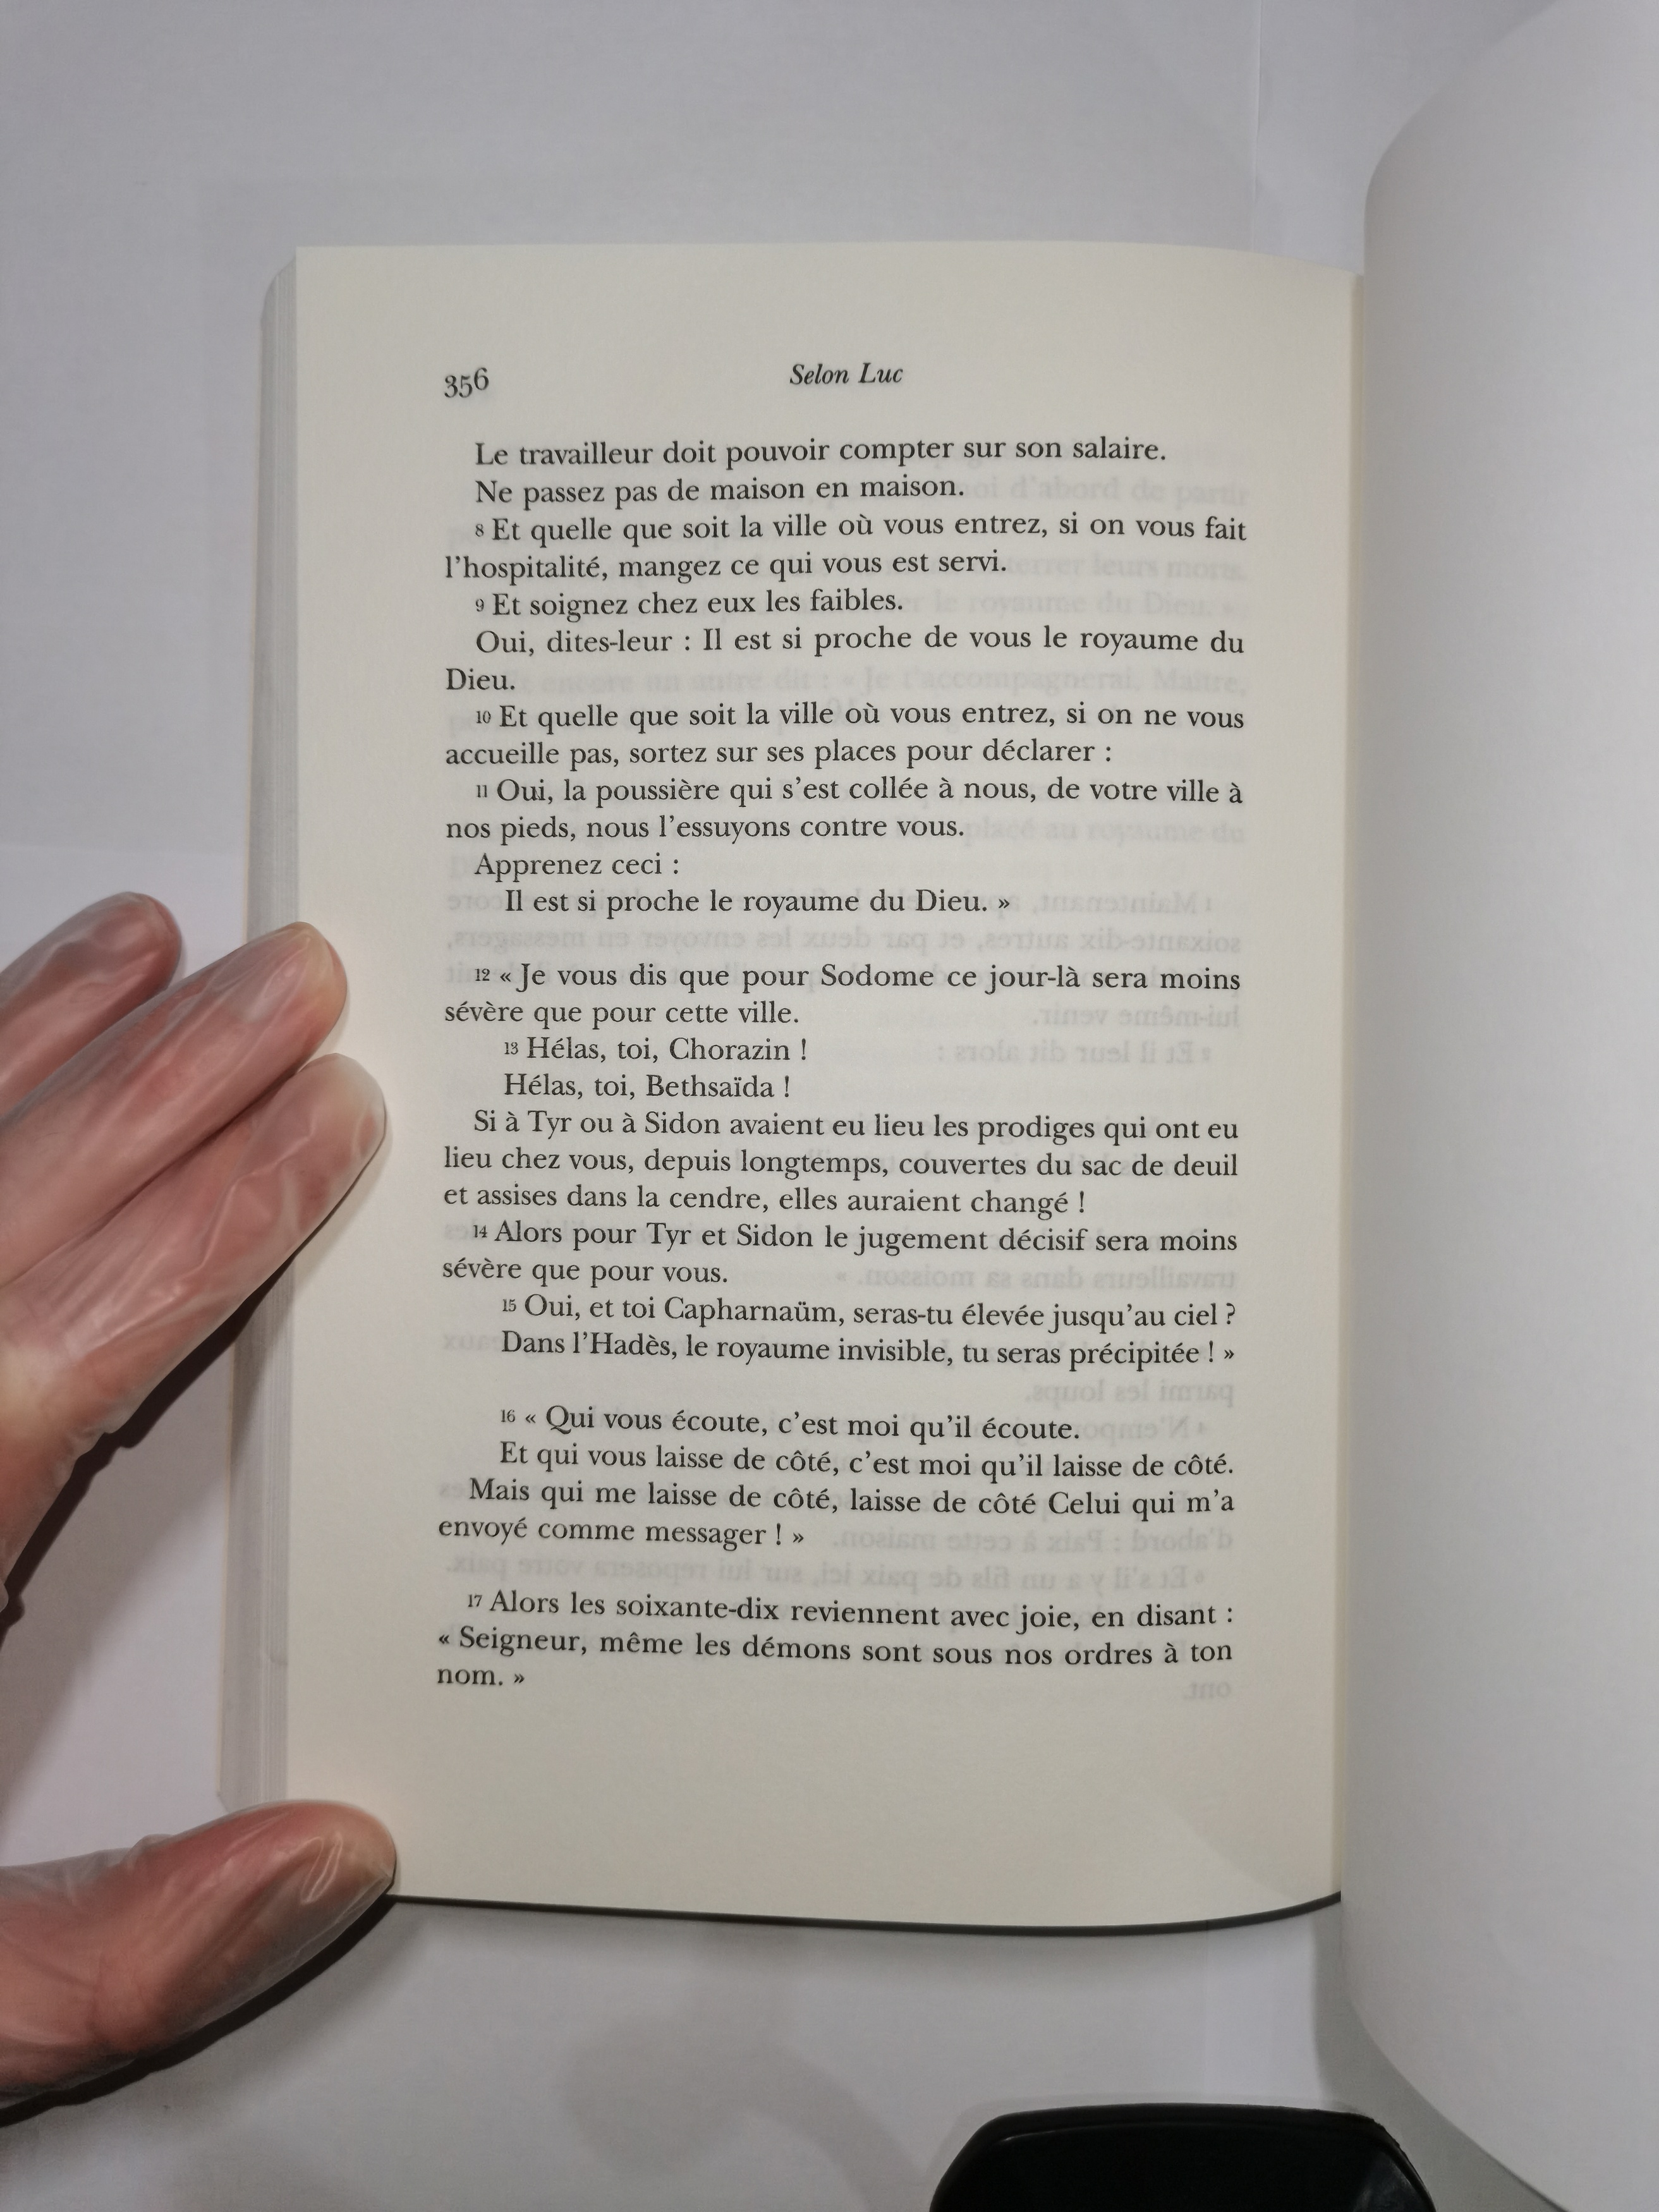 356
Selon Luc
Le travailleur doit pouvoir compter sur son salaire.
Ne passez pas de maison en maison.
8 Et quelle que soit la ville où vous entrez, si on vous fait
l'hospitalité, mangez ce qui vous est servi.
9 Et soignez chez eux les faibles.
Oui, dites-leur : Il est si proche de vous le royaume du
Dieu.
10 Et quelle que soit la ville où vous entrez, si on ne vous
accueille pas, sortez sur ses places pour déclarer :
11 Oui, la poussière qui s'est collée à nous, de votre ville à
nos pieds, nous l'essuyons contre vous.
Apprenez ceci :
Il est si proche le royaume du Dieu. »
12 « Je vous dis que pour Sodome ce jour-là sera moins
sévère que pour cette ville.
13 Hélas, toi, Chorazin !
Hélas, toi, Bethsaïda !
Si à Tyr ou à Sidon avaient eu lieu les prodiges qui ont eu
lieu chez vous, depuis longtemps, couvertes du sac de deuil
et assises dans la cendre, elles auraient changé !
14 Alors pour Tyr et Sidon le jugement décisif sera moins
sévère que pour vous.
15 Oui, et toi Capharnaüm, seras-tu élevée jusqu'au ciel ?
Dans l'Hadès, le royaume invisible, tu seras précipitée ! »
16 « Qui vous écoute, c'est moi qu'il écoute.
Et qui vous laisse de côté, c'est moi qu'il laisse de côté.
Mais qui me laisse de côté, laisse de côté Celui qui m'a
envoyé comme messager ! »
17 Alors les soixante-dix reviennent avec joie, en disant :
« Seigneur, même les démons sont sous nos ordres à ton
nom. »